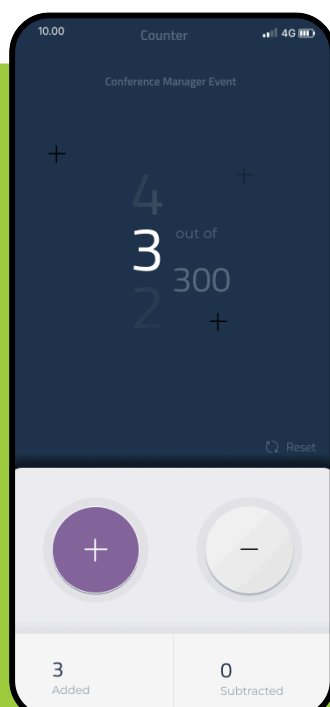 10.00
Counter
4G
Conference Manager Event
4
3
out of
300
2
Reset
+
−
3
Added
0
Subtracted